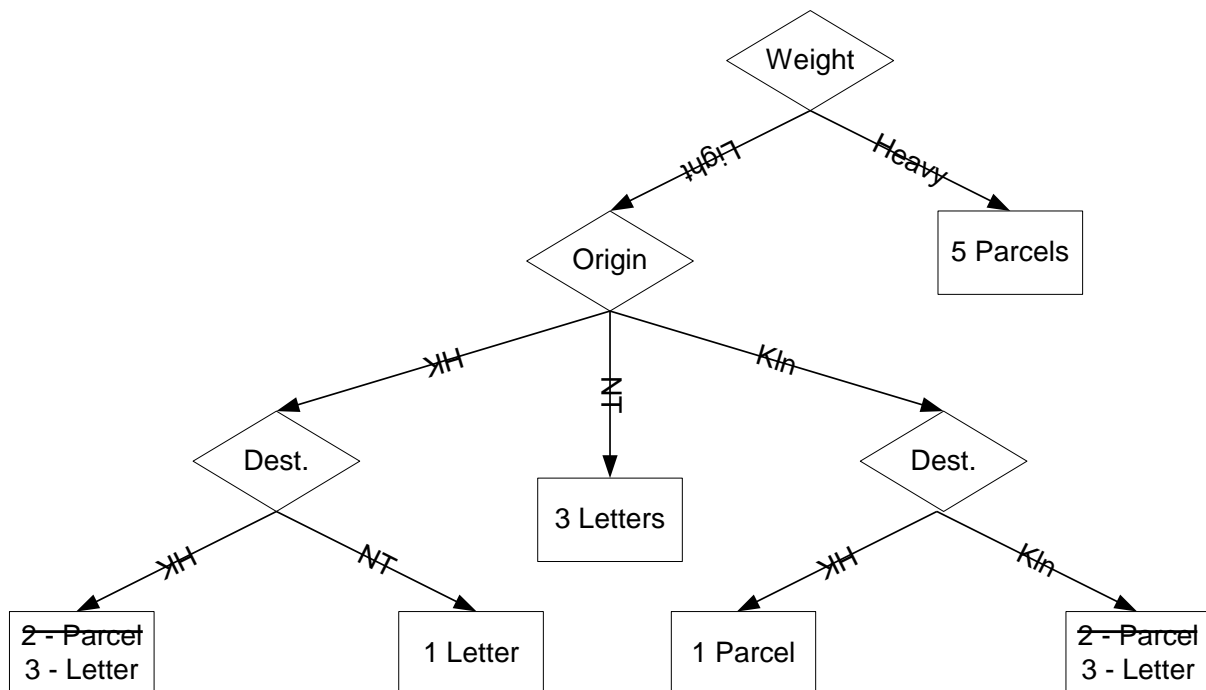 Weight
Light
Heavy
Origin
5 Parcels
HK
NT
Kln
Dest.
3 Letters
Dest.
HK
NT
HK
Kln
2 - Parcel
3 - Letter
1 Letter
1 Parcel
2 - Parcel
3 - Letter